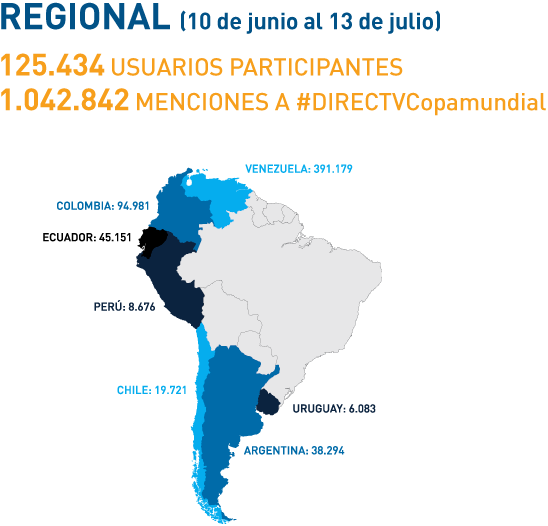 REGIONAL (10 de junio al 13 de julio)
125.434 USUARIOS PARTICIPANTES
1.042.842 MENCIONES A #DIRECTVCopamundial
VENEZUELA: 391.179
COLOMBIA: 94.981
ECUADOR: 45.151
PERÚ: 8.676
CHILE: 19.721
URUGUAY: 6.083
ARGENTINA: 38.294